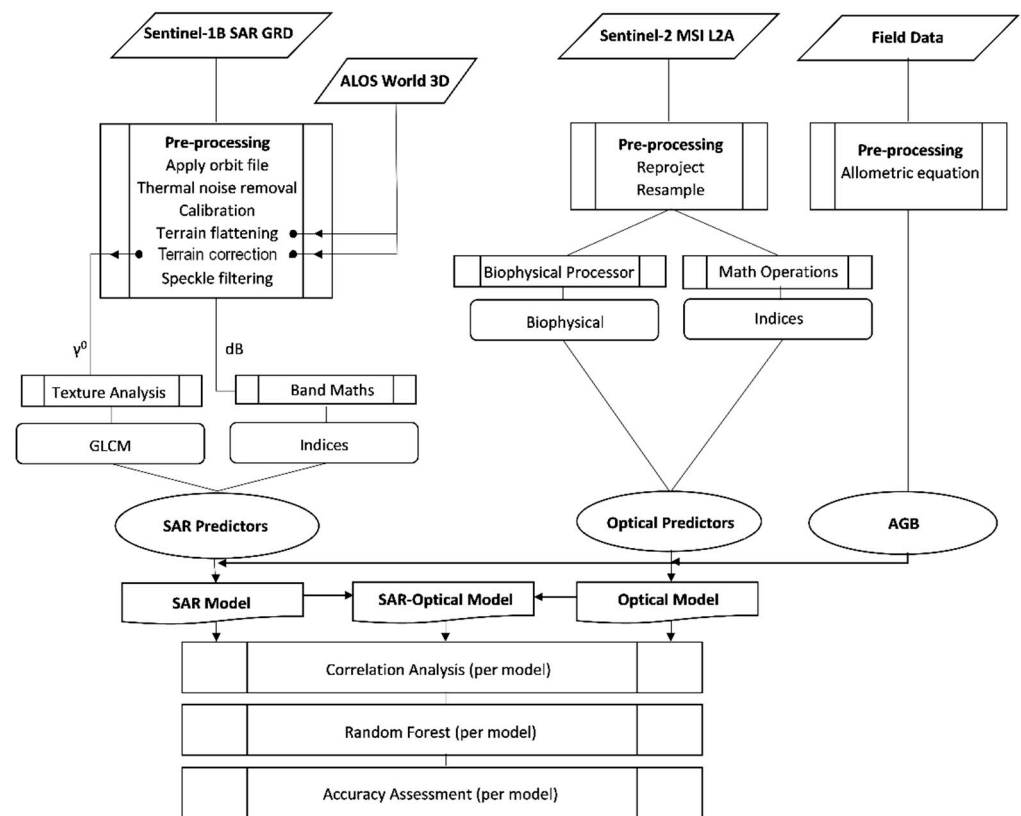 Sentinel-1B SAR GRD
ALOS World 3D
Sentinel-2 MSI L2A
Field Data
Pre-processing
Apply orbit file
Thermal noise removal
Calibration
Terrain flattening
Terrain correction
Speckle filtering
Pre-processing
Reproject
Resample
Pre-processing
Allometric equation
Biophysical Processor
Math Operations
Biophysical
Indices
γ⁰
dB
Texture Analysis
Band Maths
GLCM
Indices
SAR Predictors
Optical Predictors
AGB
SAR Model
SAR-Optical Model
Optical Model
Correlation Analysis (per model)
Random Forest (per model)
Accuracy Assessment (per model)